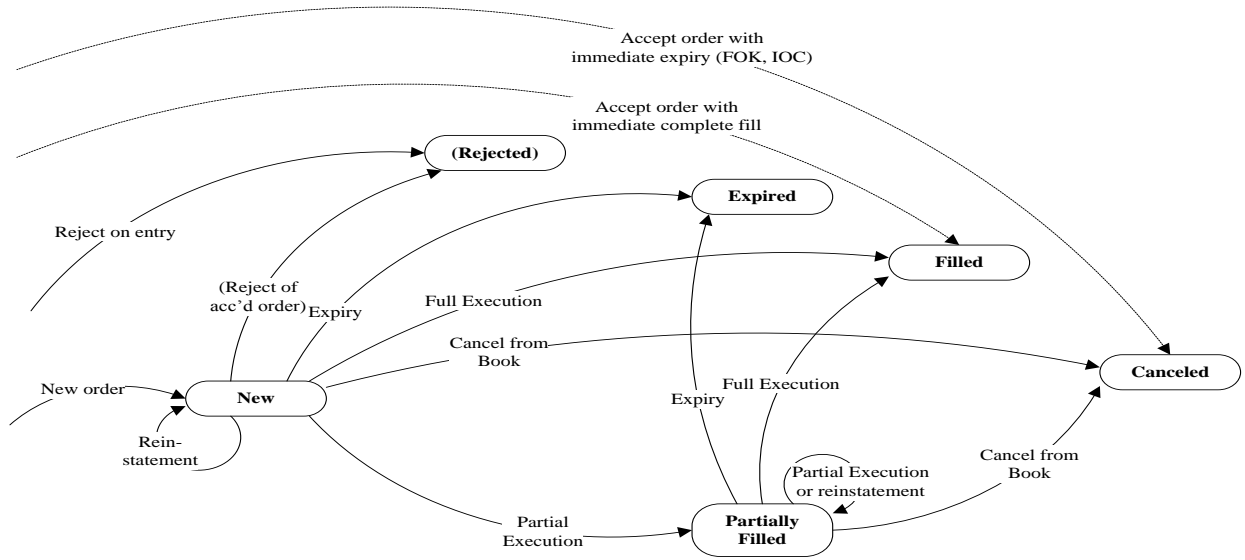 Accept order with
immediate expiry (FOK, IOC)
Accept order with
immediate complete fill
(Rejected)
Expired
Reject on entry
Filled
(Reject of
acc'd order)
Expiry
Full Execution
Cancel from
Book
Canceled
New order
New
Full Execution
Expiry
Rein-
statement
Partial Execution
or reinstatement
Cancel from
Book
Partial
Execution
Partially
Filled